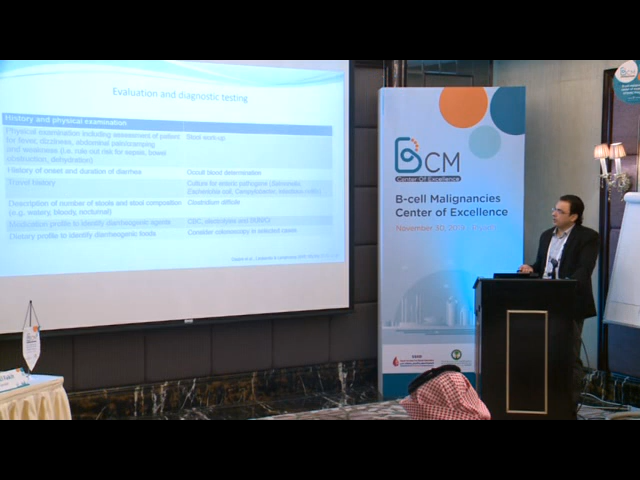 Evaluation and diagnostic testing
History and physical examination
Physical examination including assessment of patient
for fever, dizziness, abdominal pain/cramping
and weakness (i.e. rule out risk for sepsis, bowel
obstruction, dehydration)
Stool work-up
History of onset and duration of diarrhea
Occult blood determination
Travel history
Culture for enteric pathogens (Salmonella,
Escherichia coli, Campylobacter, infectious colitis)
Description of number of stools and stool composition
(e.g. watery, bloody, nocturnal)
Clostridium difficile
Medication profile to identify diarrheogenic agents
CBC, electrolytes and
Dietary profile to identify diarrheogenic foods
Consider colonoscopy in selected cases
BCM
Center Of Excellence
B-cell Malignancies
Center of Excellence
November 30,